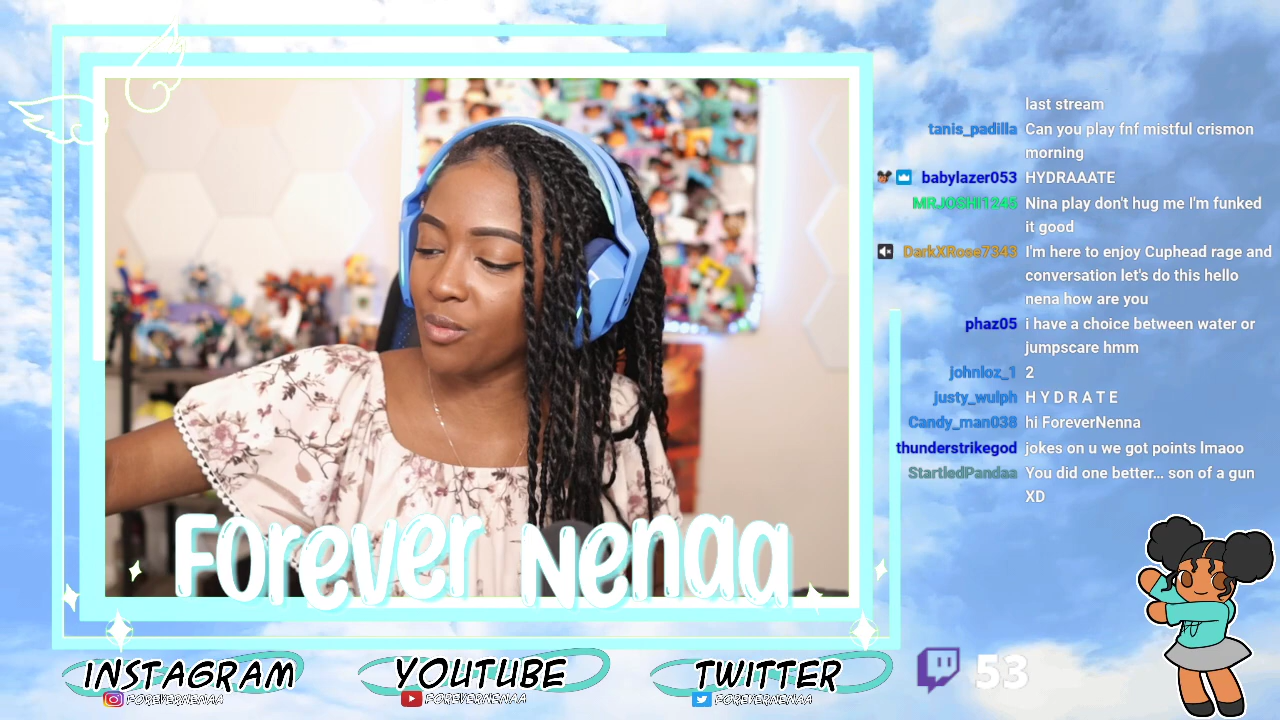 last stream
tanis_padilla Can you play fnf mistful crismon
morning
babylazer053 HYDRAAATE
MRJOSHI1245 Nina play don't hug me I'm funked
it good
DarkXRose7343 I'm here to enjoy Cuphead rage and
conversation let's do this hello
nena how are you
phaz05 i have a choice between water or
jumpscare hmm
johnloz_1 2
justy_wulph H Y D R A T E
Candy_man038 hi ForeverNenna
thunderstrikegod jokes on u we got points lmaoo
StartledPandaa You did one better... son of a gun
XD
Forever Nenaa
INSTAGRAM YOUTUBE TWITTER
FOREVERNENAA FOREVERNENAA FOREVERNENAA
53